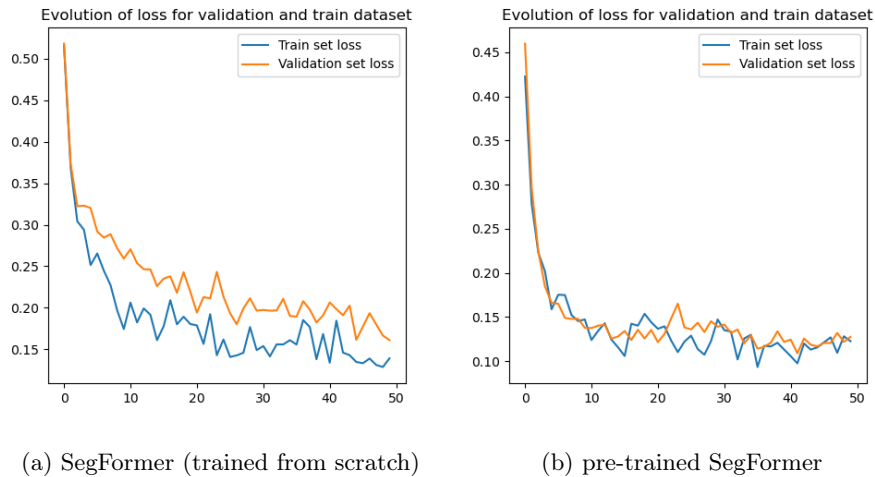 Evolution of loss for validation and train dataset
Train set loss
Validation set loss
0.50
0.45
0.40
0.35
0.30
0.25
0.20
0.15
0 10 20 30 40 50
(a) SegFormer (trained from scratch)
Evolution of loss for validation and train dataset
Train set loss
Validation set loss
0.45
0.40
0.35
0.30
0.25
0.20
0.15
0.10
0 10 20 30 40 50
(b) pre-trained SegFormer